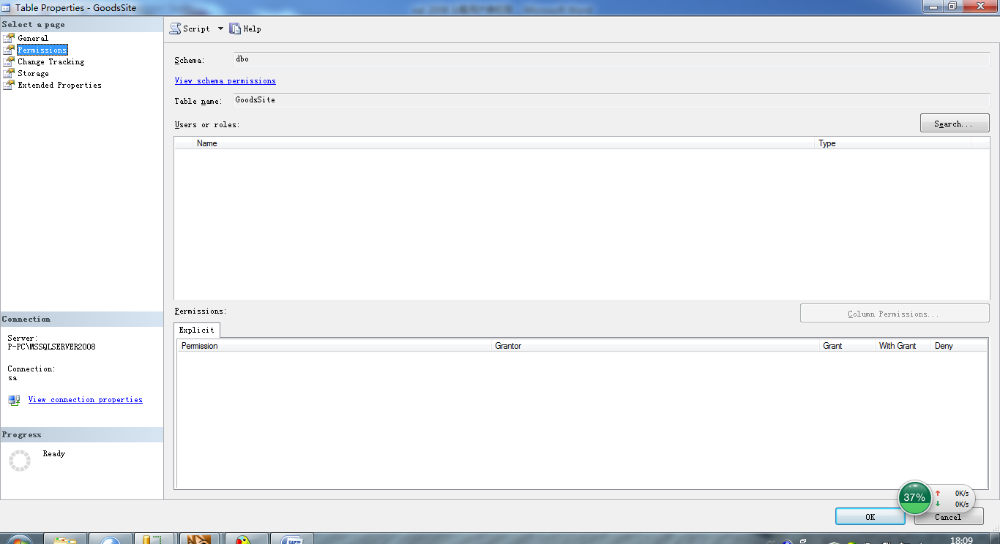 Table Properties - GoodsSite
Select a page
General
Permissions
Change Tracking
Storage
Extended Properties
Script
Help
Schema:
dbo
View schema permissions
Table name:
GoodsSite
Users or roles:
Search...
Name
Type
Permissions:
Column Permissions...
Explicit
Permission
Grantor
Grant
With Grant
Deny
Connection
Server:
P-PC\MSSQLSERVER2008
Connection:
sa
View connection properties
Progress
Ready
37%
0K/s
0K/s
OK
Cancel
18:09